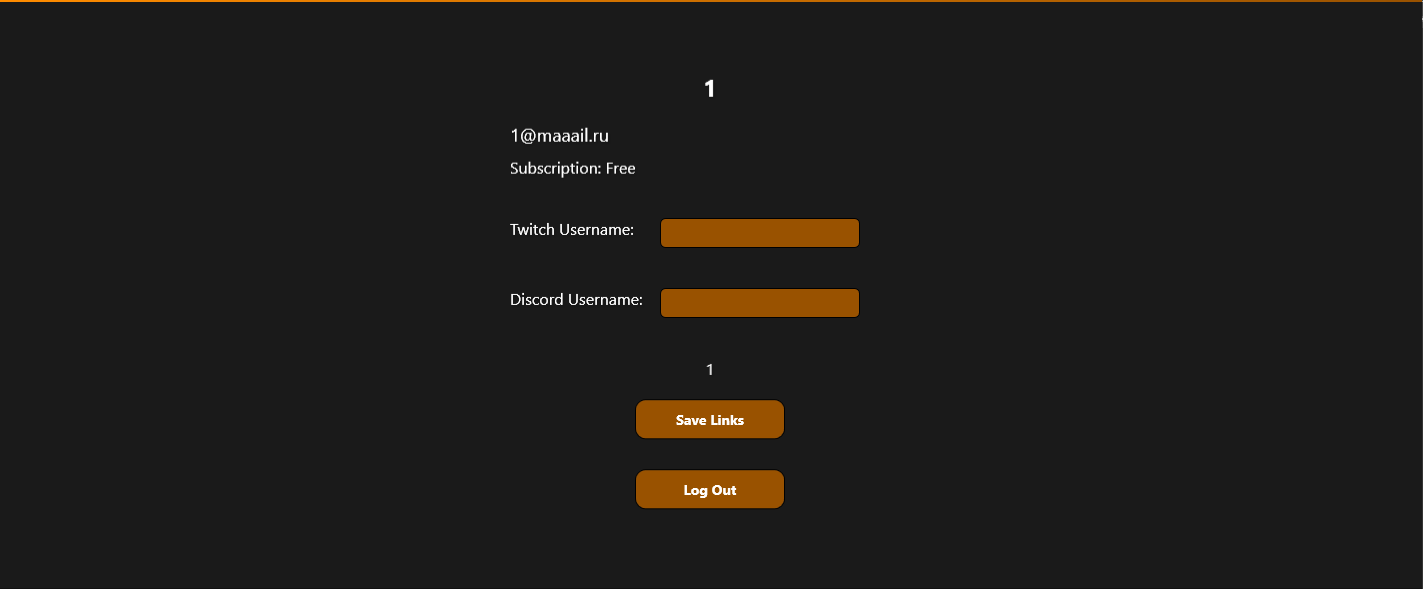 1
1@maaail.ru
Subscription: Free
Twitch Username:
Discord Username:
1
Save Links
Log Out